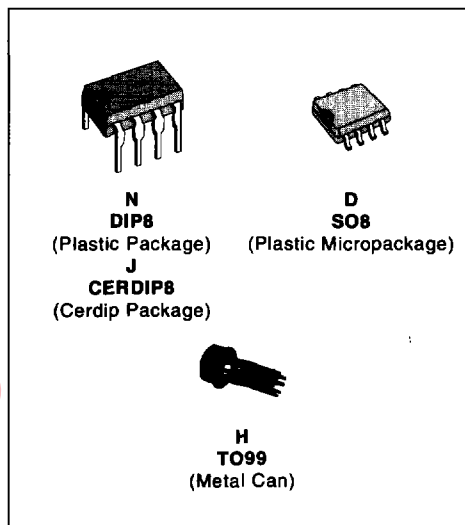 N
DIP8
(Plastic Package)
J
CERDIP8
(Cerdip Package)
D
SO8
(Plastic Micropackage)
H
TO99
(Metal Can)